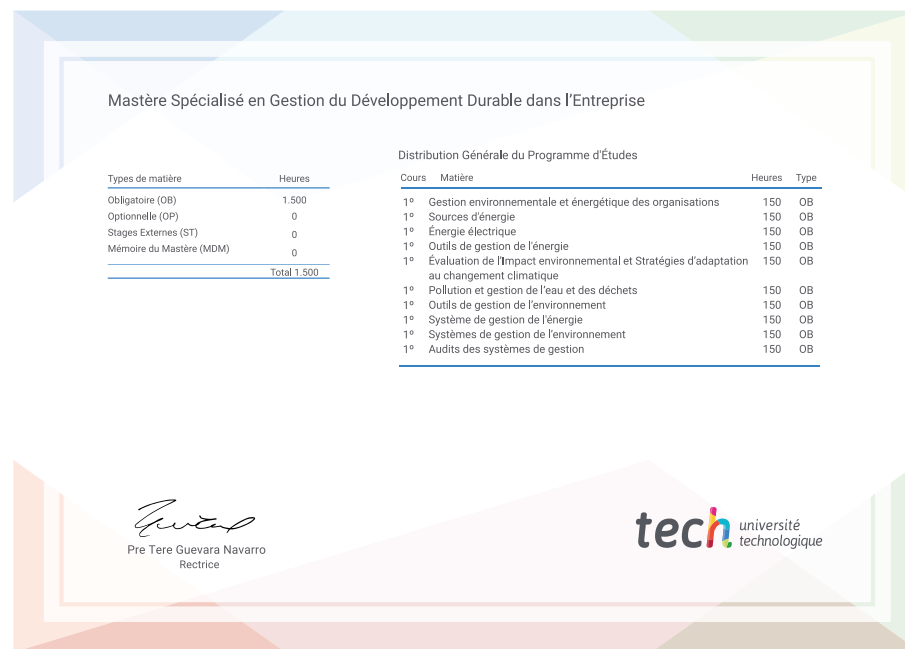 Mastère Spécialisé en Gestion du Développement Durable dans l'Entreprise
Types de matière Heures
Obligatoire (OB) 1.500
Optionnelle (OP) 0
Stages Externes (ST) 0
Mémoire du Mastère (MDM) 0
Total 1.500
Distribution Générale du Programme d'Études
Cours Matière Heures Type
1º Gestion environnementale et énergétique des organisations 150 OB
1º Sources d'énergie 150 OB
1º Énergie électrique 150 OB
1º Outils de gestion de l'énergie 150 OB
1º Évaluation de l'Impact environnemental et Stratégies d'adaptation 150 OB
au changement climatique
1º Pollution et gestion de l'eau et des déchets 150 OB
1º Outils de gestion de l'environnement 150 OB
1º Système de gestion de l'énergie 150 OB
1º Systèmes de gestion de l'environnement 150 OB
1º Audits des systèmes de gestion 150 OB
Pre Tere Guevara Navarro
Rectrice
tech université
technologique